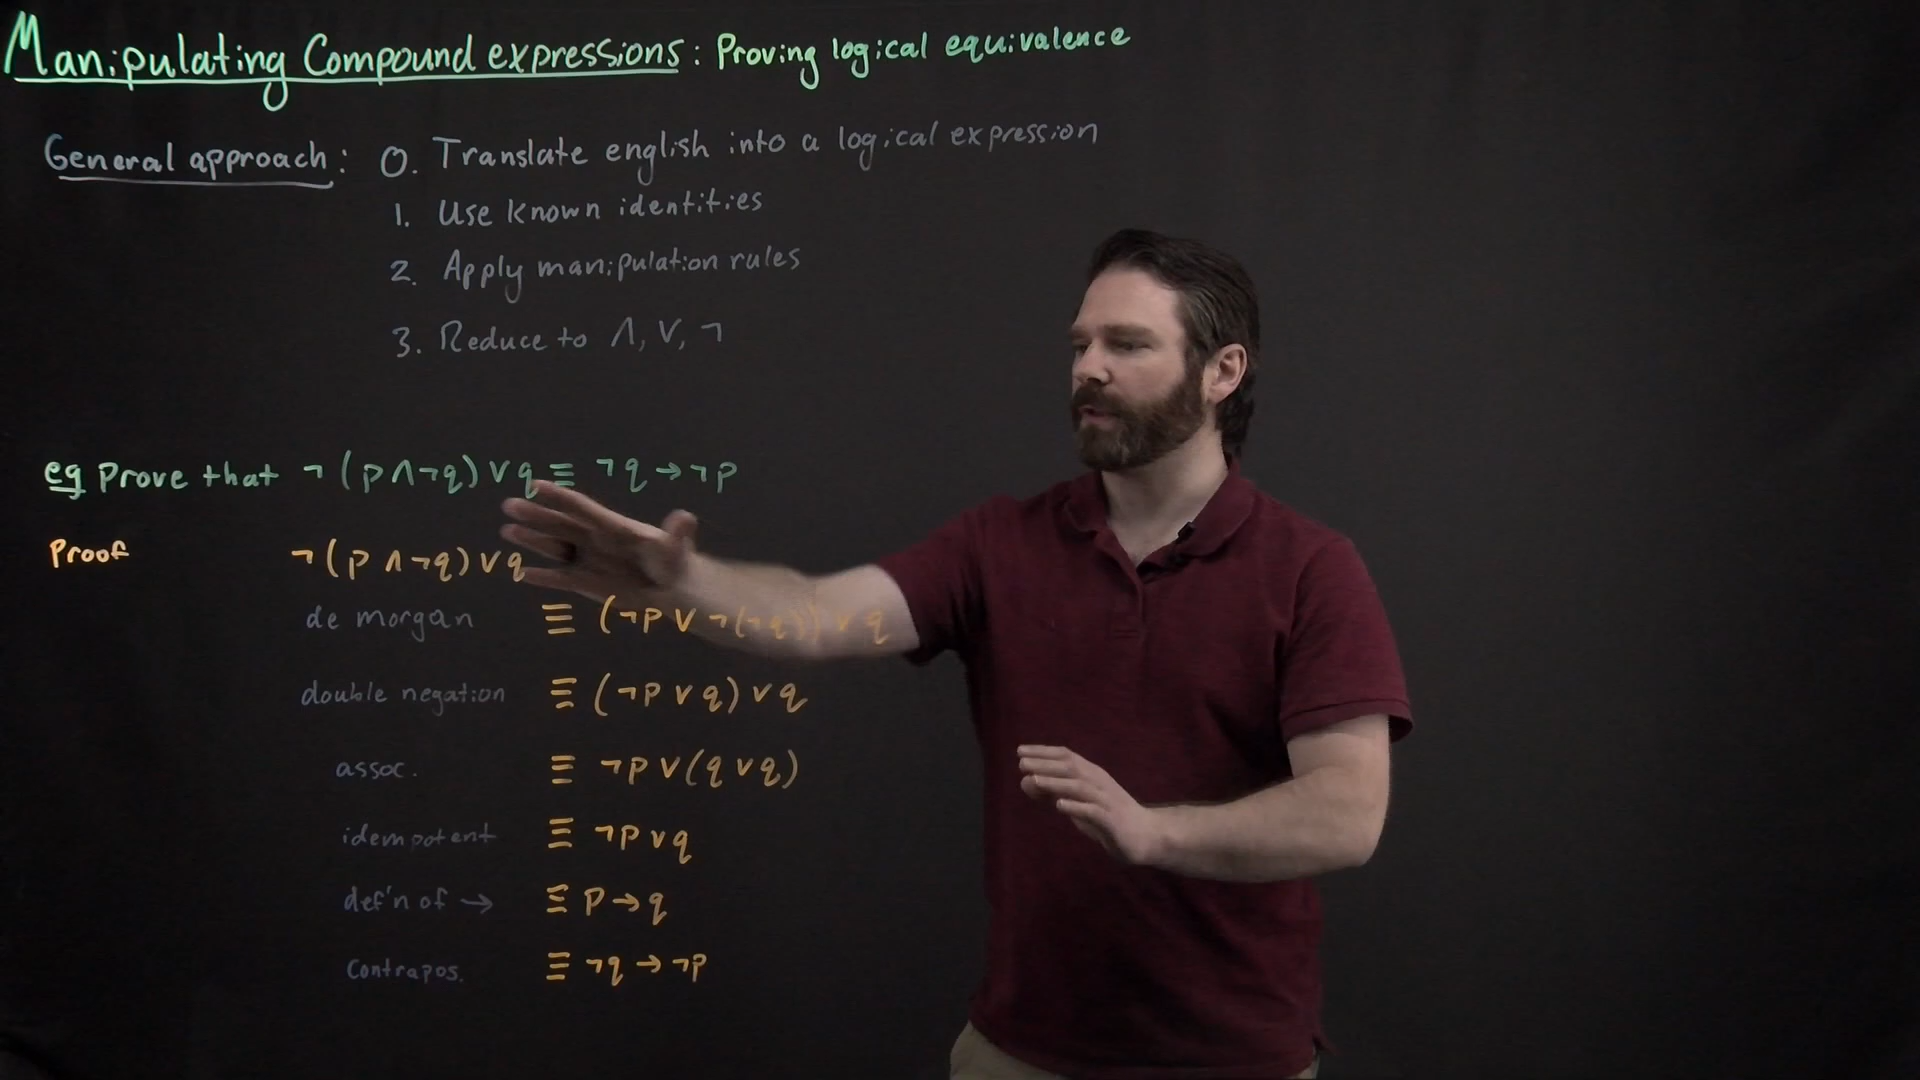 Manipulating Compound expressions: Proving logical equivalence
General approach: 0. Translate english into a logical expression
1. Use known identities
2. Apply manipulation rules
3. Reduce to ∧, ∨, ¬
eg Prove that ¬(p∧¬q)∨q ≡ ¬q→¬p
Proof ¬(p∧¬q)∨q
de morgan ≡ (¬p∨¬(¬q))∨q
double negation ≡ (¬p∨q)∨q
assoc. ≡ ¬p∨(q∨q)
idempotent ≡ ¬p∨q
def'n of → ≡ p→q
Contrapos. ≡ ¬q→¬p